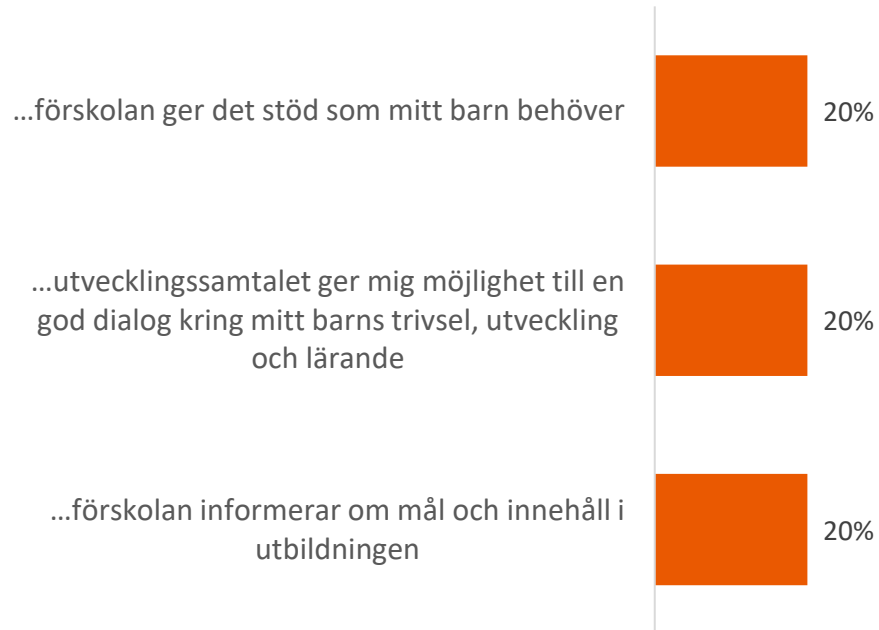 ...förskolan ger det stöd som mitt barn behöver
20%
...utvecklingssamtalet ger mig möjlighet till en
god dialog kring mitt barns trivsel, utveckling
och lärande
20%
...förskolan informerar om mål och innehåll i
utbildningen
20%